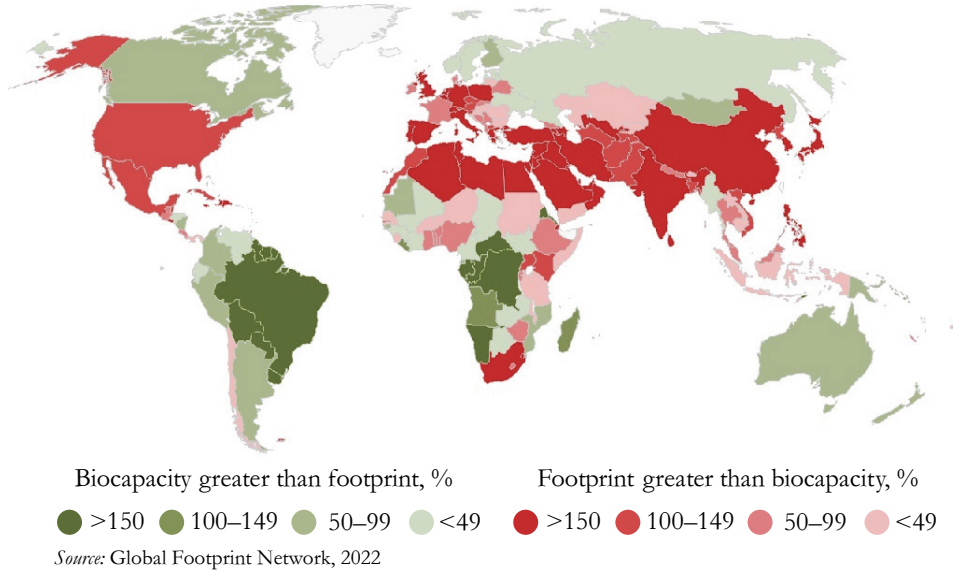 Biocapacity greater than footprint, % Footprint greater than biocapacity, %
>150 100–149 50–99 <49 >150 100–149 50–99 <49
Source: Global Footprint Network, 2022